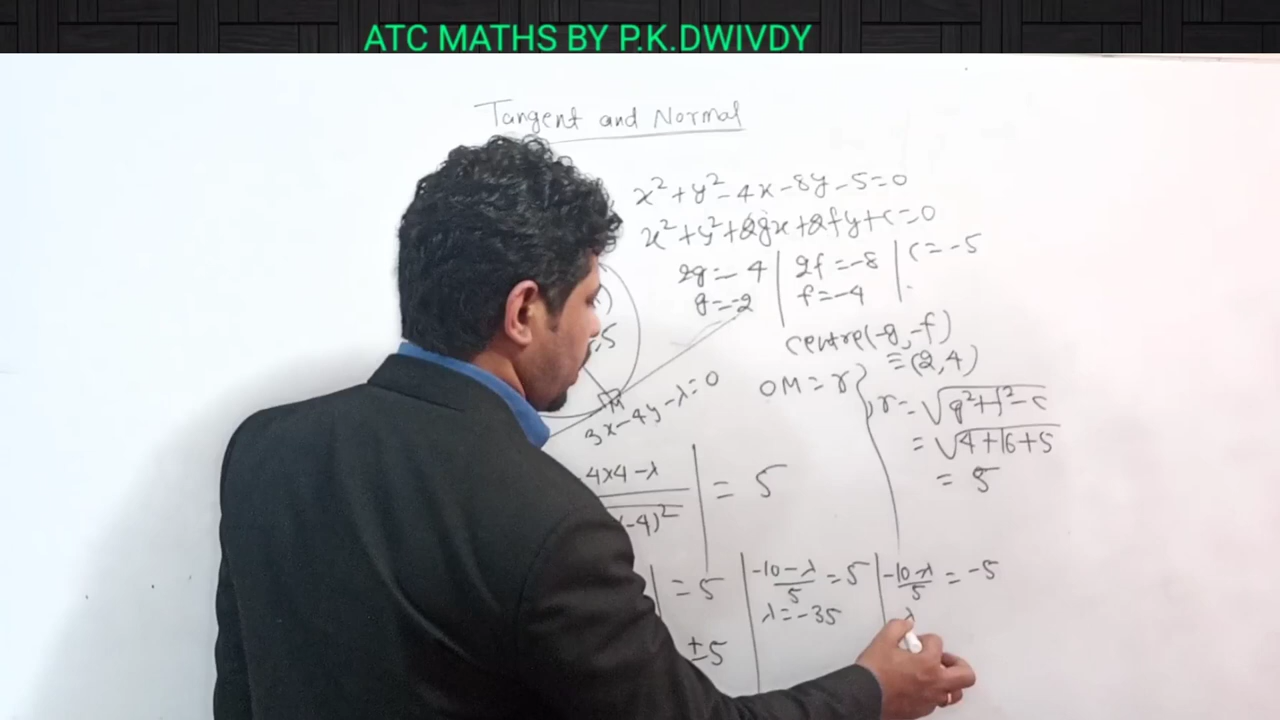 ATC MATHS BY P.K.DWIVDY
Tangent and Normal
x²+y²-4x-8y-5=0
x²+y²+2gx+2fy+c=0
2g=-4 | 2f=-8 | c=-5
g=-2 | f=-4
centre(-g,-f)
≡(2,4)
OM=r}, r=√g²+f²-c
=√4+16+5
= 5
M
3x-4y-λ=0
4x4-λ
(-4)²
= 5
= 5 | -10-λ/5 = 5 | -10-λ/5 = -5
λ=-35
λ
±5